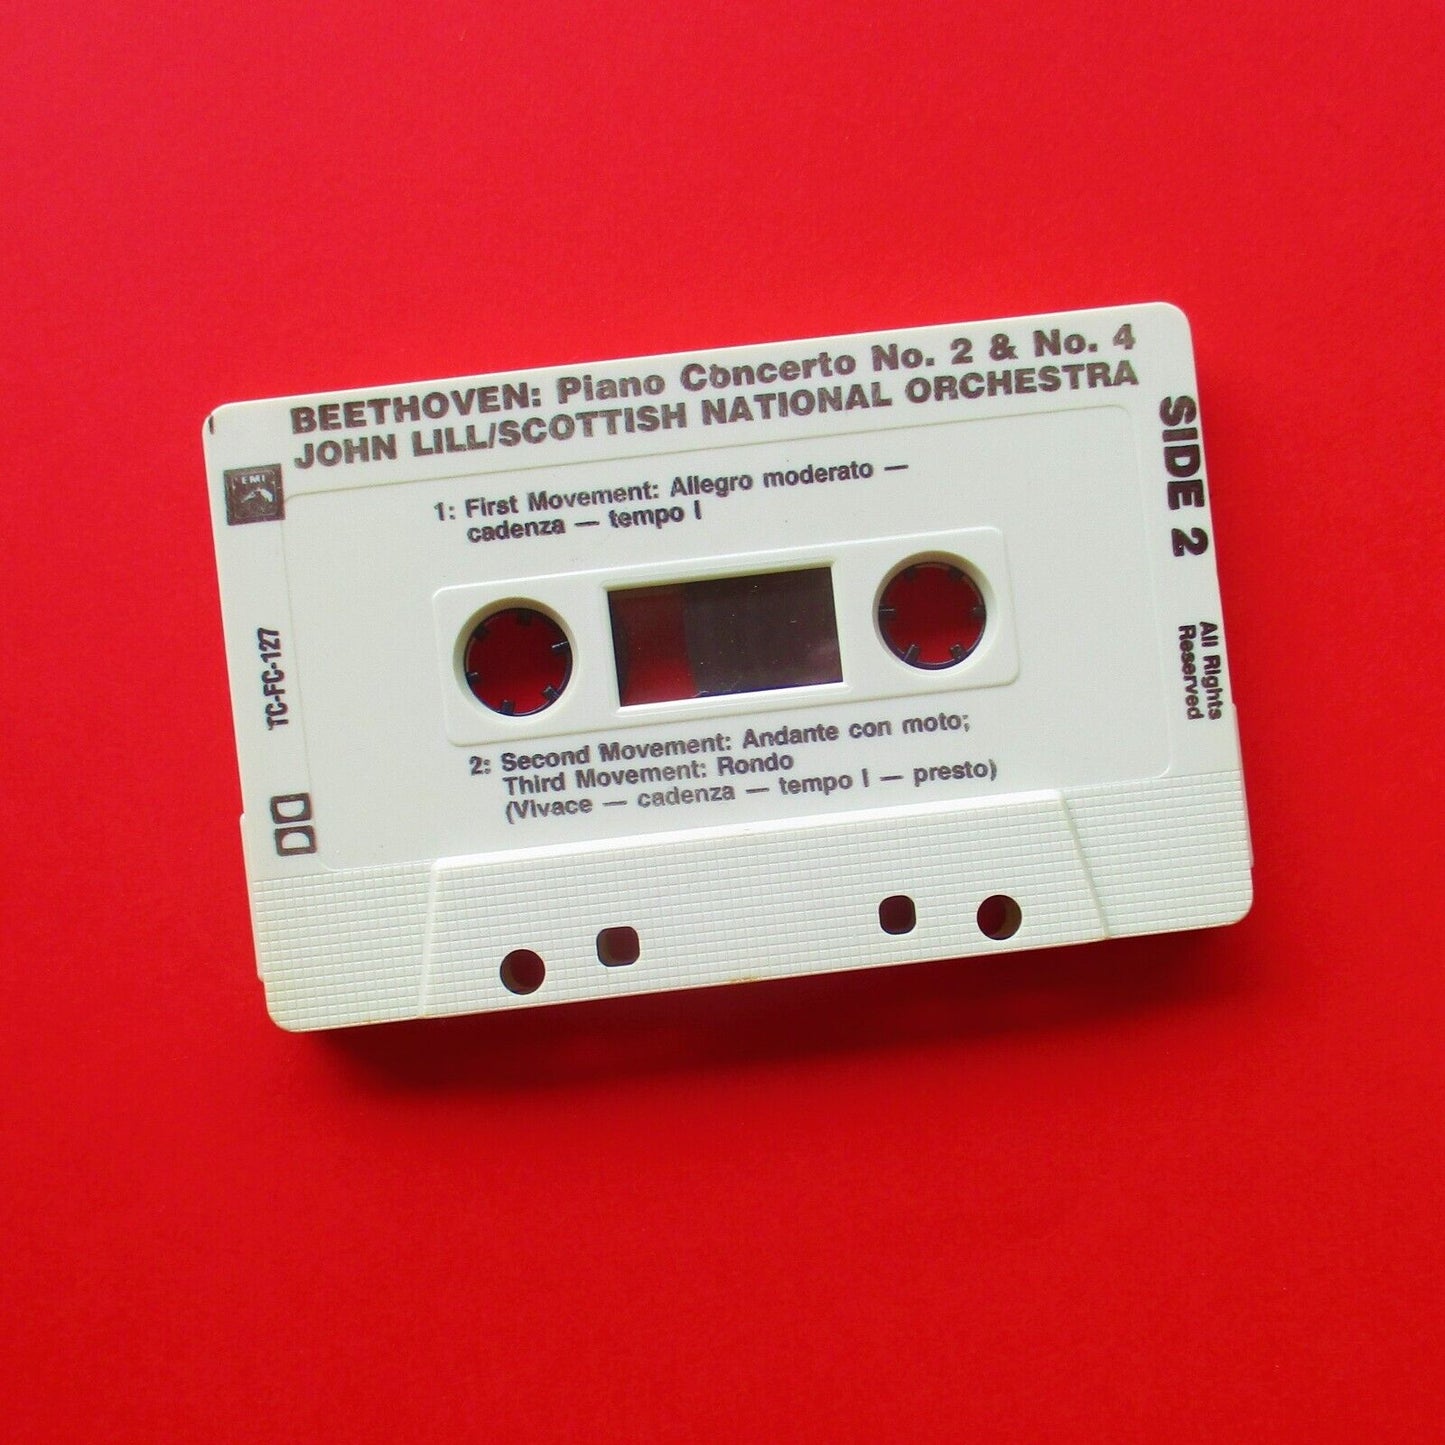 BEETHOVEN: Piano Concerto No. 2 & No. 4
JOHN LILL/SCOTTISH NATIONAL ORCHESTRA
EMI
1: First Movement: Allegro moderato —
cadenza — tempo I
SIDE 2
TC-FC-127
All Rights
Reserved
2: Second Movement: Andante con moto;
Third Movement: Rondo
(Vivace — cadenza — tempo I — presto)